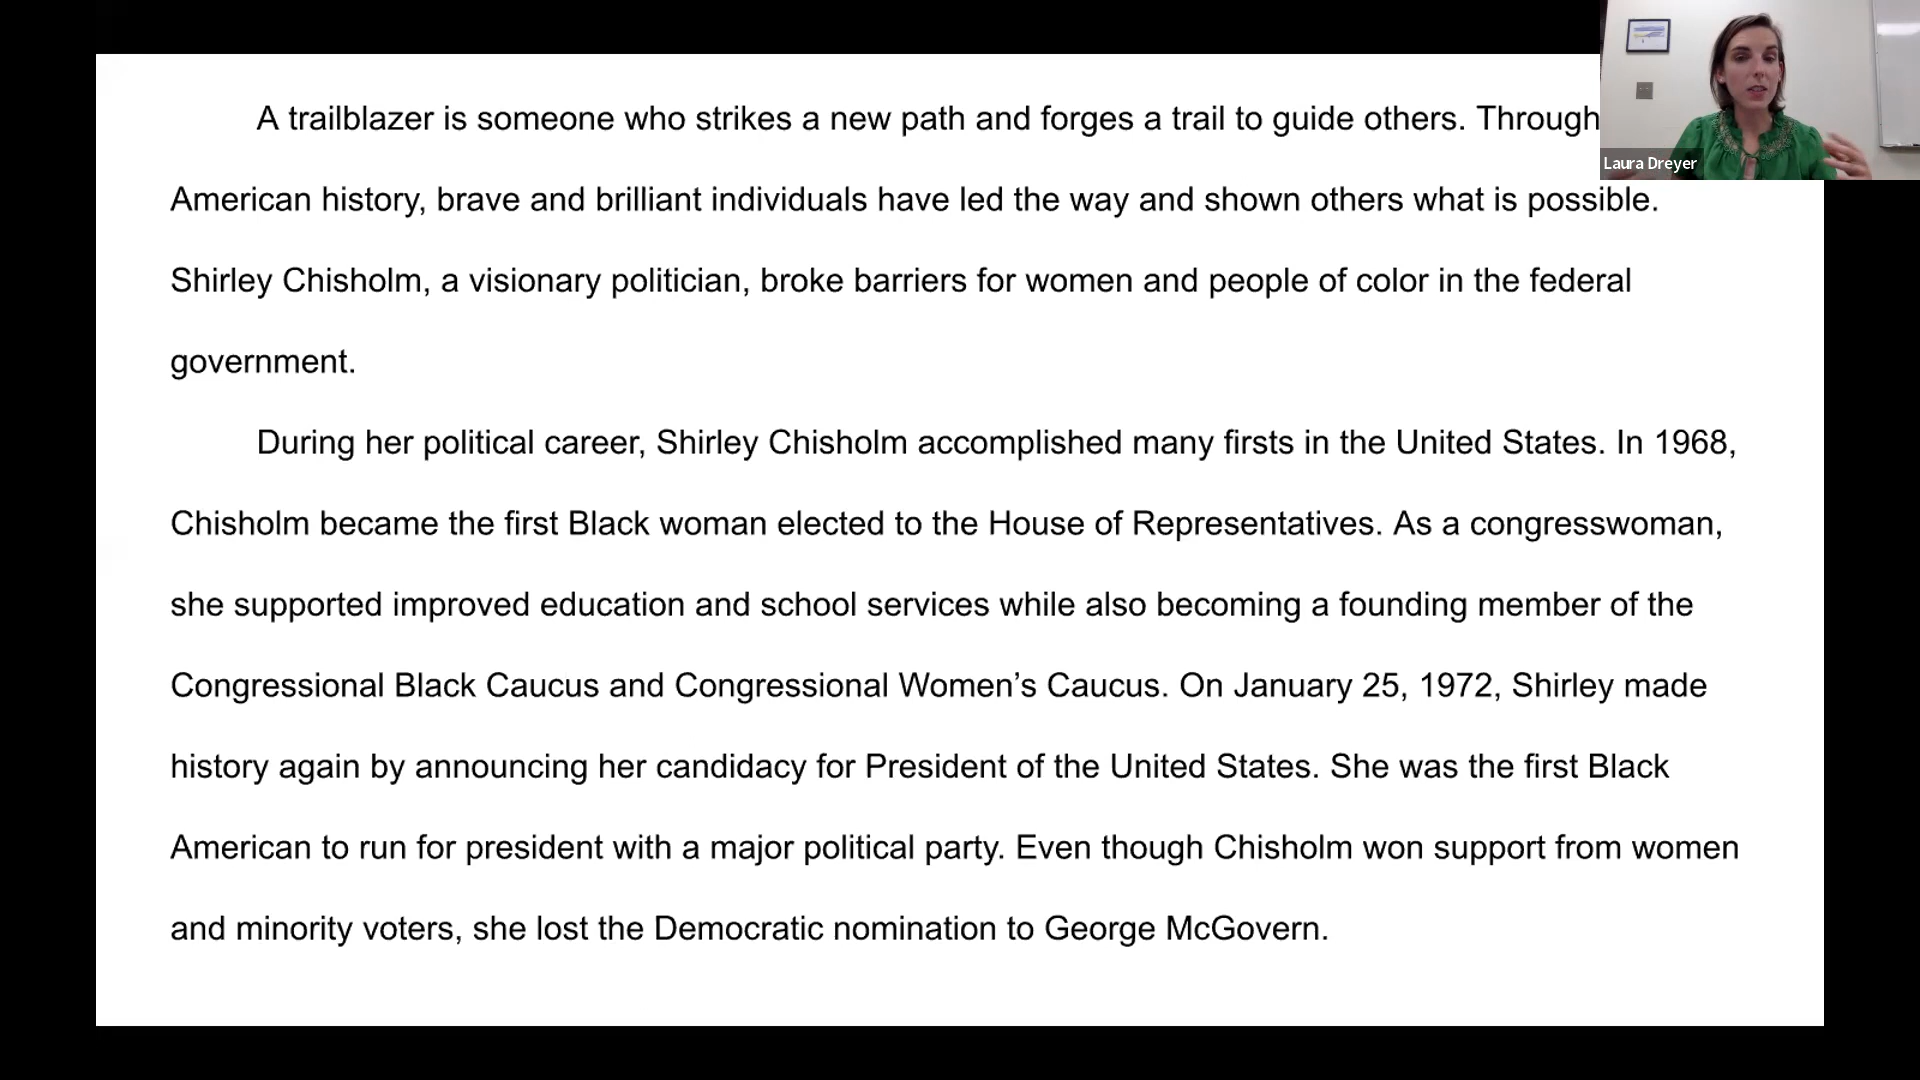 A trailblazer is someone who strikes a new path and forges a trail to guide others. Through
Laura Dreyer
American history, brave and brilliant individuals have led the way and shown others what is possible.
Shirley Chisholm, a visionary politician, broke barriers for women and people of color in the federal
government.
During her political career, Shirley Chisholm accomplished many firsts in the United States. In 1968,
Chisholm became the first Black woman elected to the House of Representatives. As a congresswoman,
she supported improved education and school services while also becoming a founding member of the
Congressional Black Caucus and Congressional Women’s Caucus. On January 25, 1972, Shirley made
history again by announcing her candidacy for President of the United States. She was the first Black
American to run for president with a major political party. Even though Chisholm won support from women
and minority voters, she lost the Democratic nomination to George McGovern.